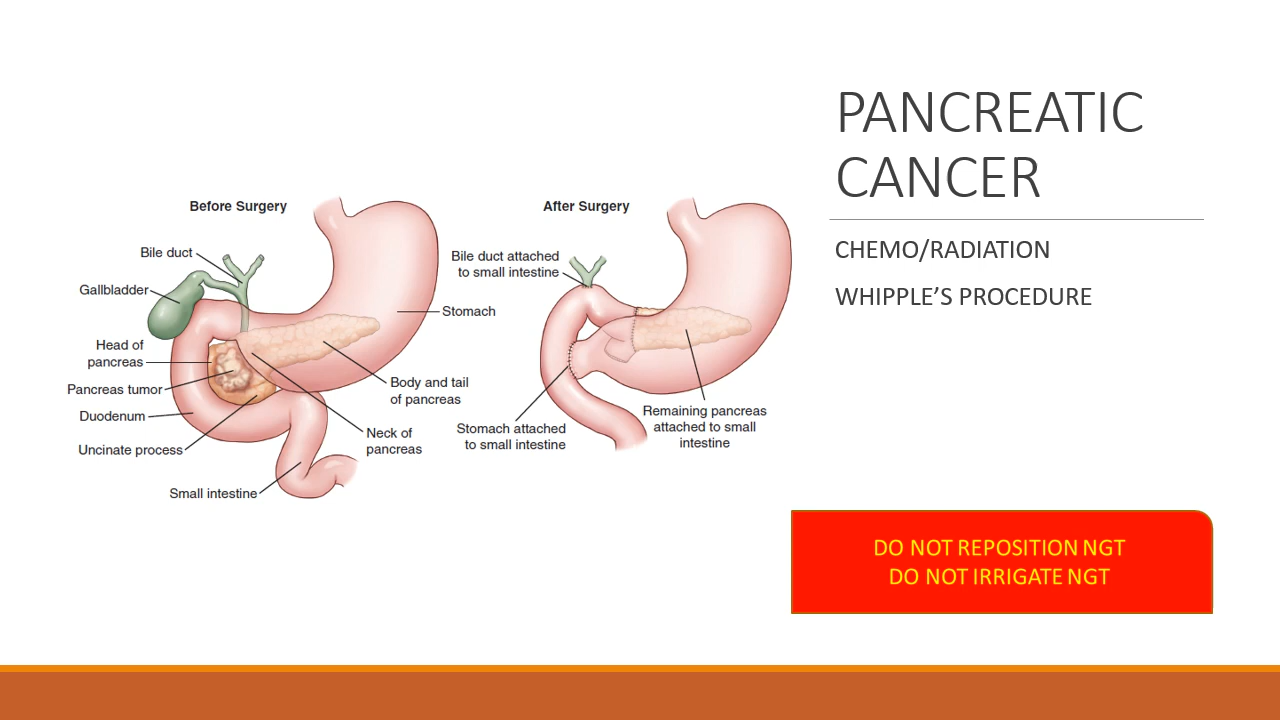 PANCREATIC
CANCER
CHEMO/RADIATION
WHIPPLE’S PROCEDURE
Before Surgery
Bile duct
Gallbladder
Stomach
Head of
pancreas
Pancreas tumor
Duodenum
Uncinate process
Small intestine
Body and tail
of pancreas
Neck of
pancreas
After Surgery
Bile duct attached
to small intestine
Stomach attached
to small intestine
Remaining pancreas
attached to small
intestine
DO NOT REPOSITION NGT
DO NOT IRRIGATE NGT